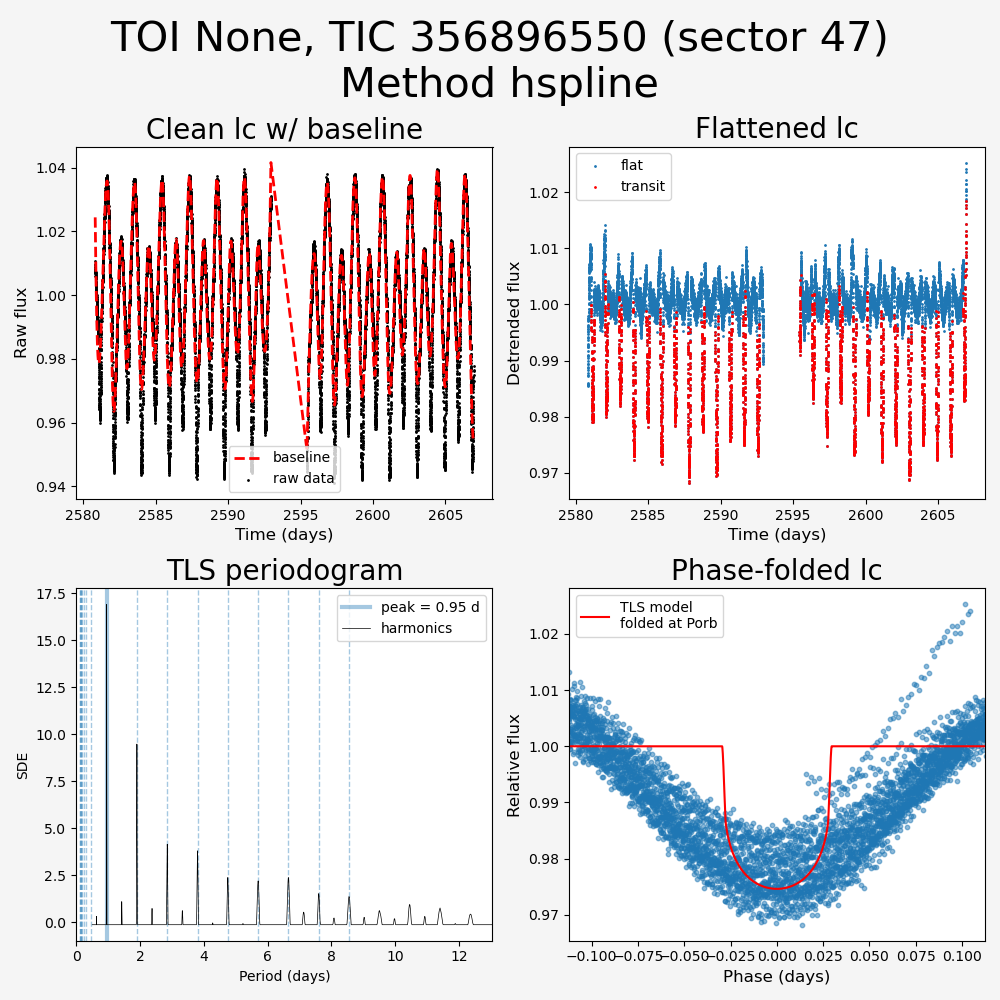 TOI None, TIC 356896550 (sector 47)
Method hspline
Clean lc w/ baseline
Raw flux
1.04
1.02
1.00
0.98
0.96
0.94
baseline
raw data
2580 2585 2590 2595 2600 2605
Time (days)
Flattened lc
Detrended flux
1.02
1.01
1.00
0.99
0.98
0.97
flat
transit
2580 2585 2590 2595 2600 2605
Time (days)
TLS periodogram
SDE
17.5
15.0
12.5
10.0
7.5
5.0
2.5
0.0
peak = 0.95 d
harmonics
0 2 4 6 8 10 12
Period (days)
Phase-folded lc
Relative flux
1.02
1.01
1.00
0.99
0.98
0.97
TLS model
folded at Porb
−0.100 −0.075 −0.050 −0.025 0.000 0.025 0.050 0.075 0.100
Phase (days)